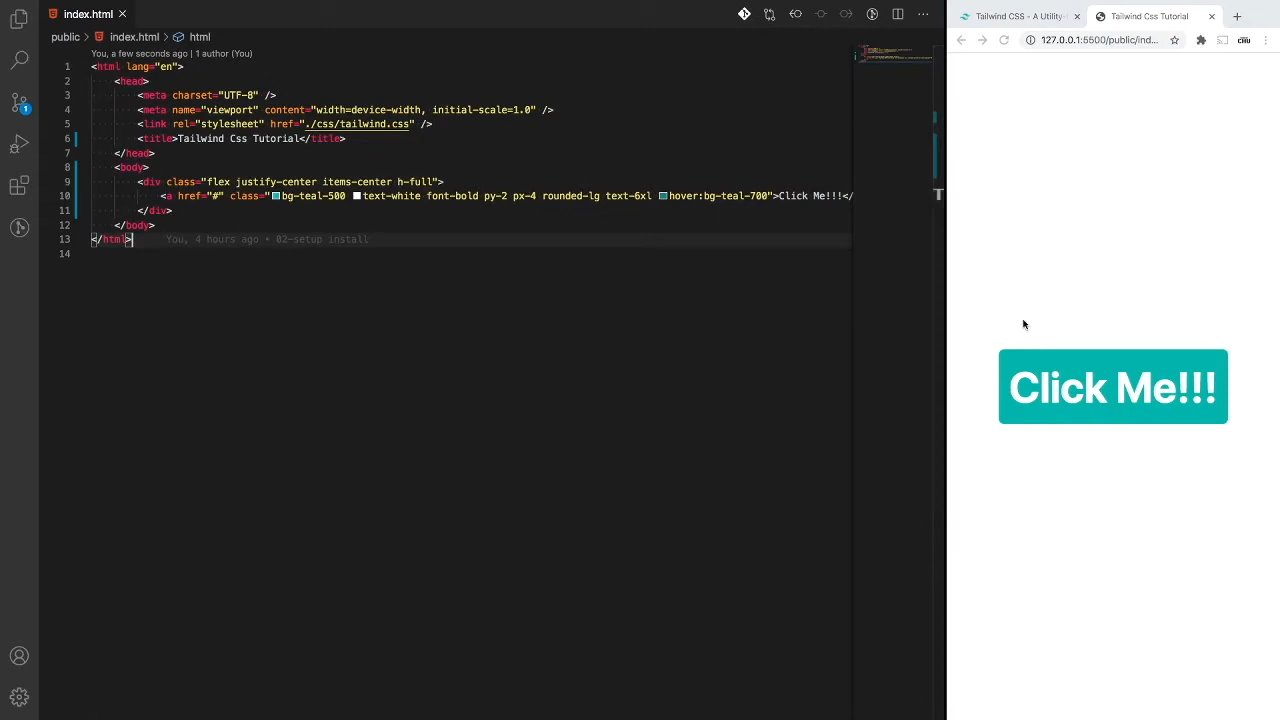 index.html
public > index.html > html
You, a few seconds ago | 1 author (You)
1 <html lang="en">
2 <head>
3 <meta charset="UTF-8" />
4 <meta name="viewport" content="width=device-width, initial-scale=1.0" />
5 <link rel="stylesheet" href="./css/tailwind.css" />
6 <title>Tailwind Css Tutorial</title>
7 </head>
8 <body>
9 <div class="flex justify-center items-center h-full">
10 <a href="#" class="bg-teal-500 text-white font-bold py-2 px-4 rounded-lg text-6xl hover:bg-teal-700">Click Me!!!</
11 </div>
12 </body>
13 </html> You, 4 hours ago • 02-setup install
14
1
Tailwind CSS - A Utility-
Tailwind Css Tutorial
127.0.0.1:5500/public/ind...
Click Me!!!